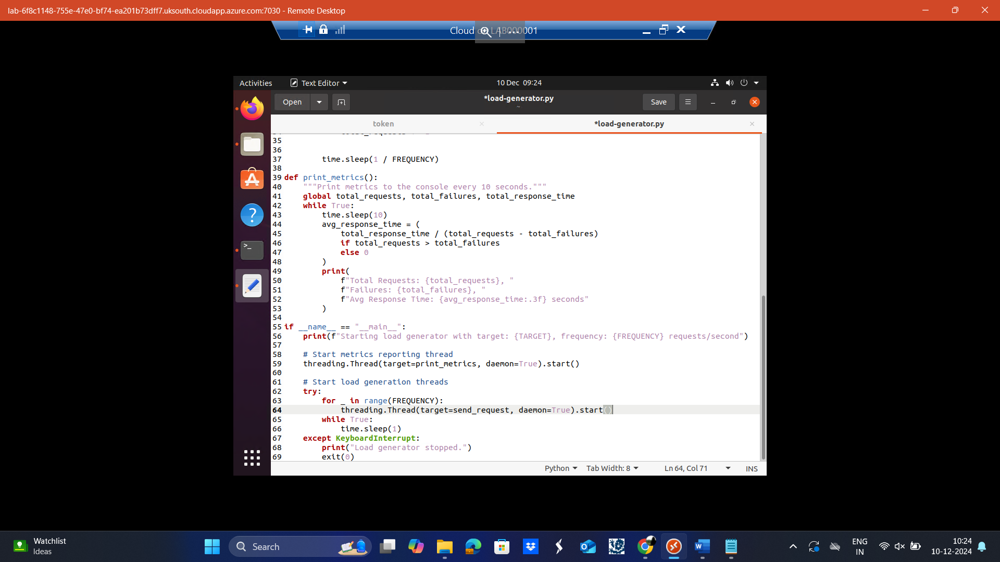 lab-6f8c1148-755e-47e0-bf74-ea201b73dff7.uksouth.cloudapp.azure.com:7030 - Remote Desktop
Cloud on LAB000001
Activities
Text Editor
10 Dec 09:24
Open
*load-generator.py
~
Save
token
*load-generator.py
35
36
37         time.sleep(1 / FREQUENCY)
38
39 def print_metrics():
40     """Print metrics to the console every 10 seconds."""
41     global total_requests, total_failures, total_response_time
42     while True:
43         time.sleep(10)
44         avg_response_time = (
45             total_response_time / (total_requests - total_failures)
46             if total_requests > total_failures
47             else 0
48         )
49         print(
50             f"Total Requests: {total_requests}, "
51             f"Failures: {total_failures}, "
52             f"Avg Response Time: {avg_response_time:.3f} seconds"
53         )
54
55 if __name__ == "__main__":
56     print(f"Starting load generator with target: {TARGET}, frequency: {FREQUENCY} requests/second")
57
58     # Start metrics reporting thread
59     threading.Thread(target=print_metrics, daemon=True).start()
60
61     # Start load generation threads
62     try:
63         for _ in range(FREQUENCY):
64             threading.Thread(target=send_request, daemon=True).start()
65         while True:
66             time.sleep(1)
67     except KeyboardInterrupt:
68         print("Load generator stopped.")
69         exit(0)
Python
Tab Width: 8
Ln 64, Col 71
INS
Watchlist
Ideas
Search
ENG
IN
10:24
10-12-2024